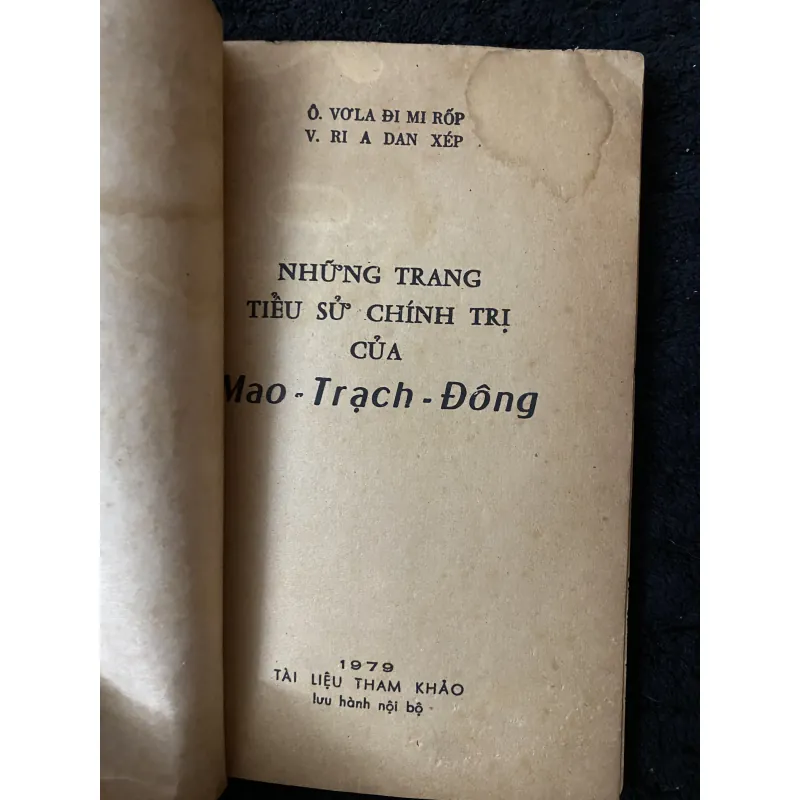 Ô. VƠLA ĐI MI RỐP
V. RI A DAN XÉP
NHỮNG TRANG
TIỂU SỬ CHÍNH TRỊ
CỦA
Mao - Trạch - Đông
1979
TÀI LIỆU THAM KHẢO
lưu hành nội bộ